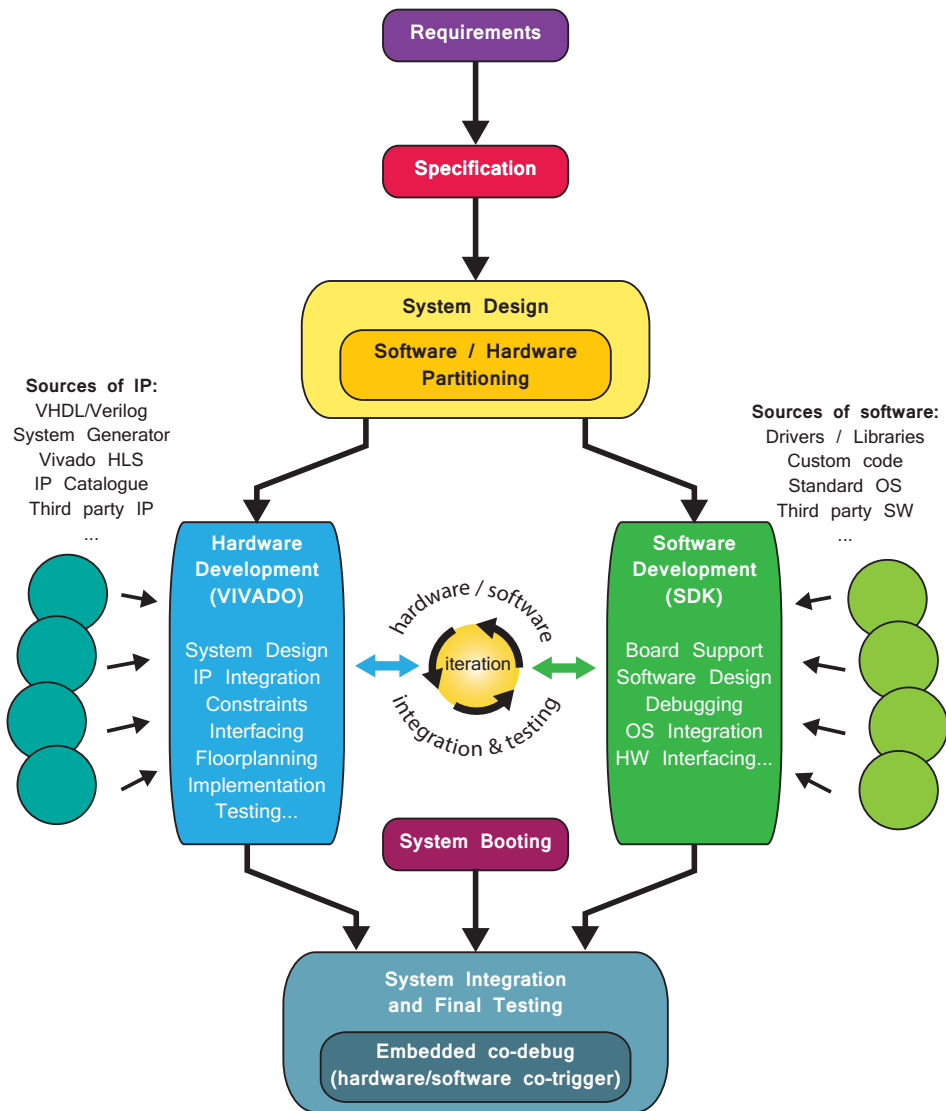 Requirements
Specification
System Design
Software / Hardware
Partitioning
Sources of IP:
VHDL/Verilog
System Generator
Vivado HLS
IP Catalogue
Third party IP
...
Sources of software:
Drivers / Libraries
Custom code
Standard OS
Third party SW
...
Hardware
Development
(VIVADO)
System Design
IP Integration
Constraints
Interfacing
Floorplanning
Implementation
Testing...
hardware / software
iteration
integration & testing
Software
Development
(SDK)
Board Support
Software Design
Debugging
OS Integration
HW Interfacing...
System Booting
System Integration
and Final Testing
Embedded co-debug
(hardware/software co-trigger)